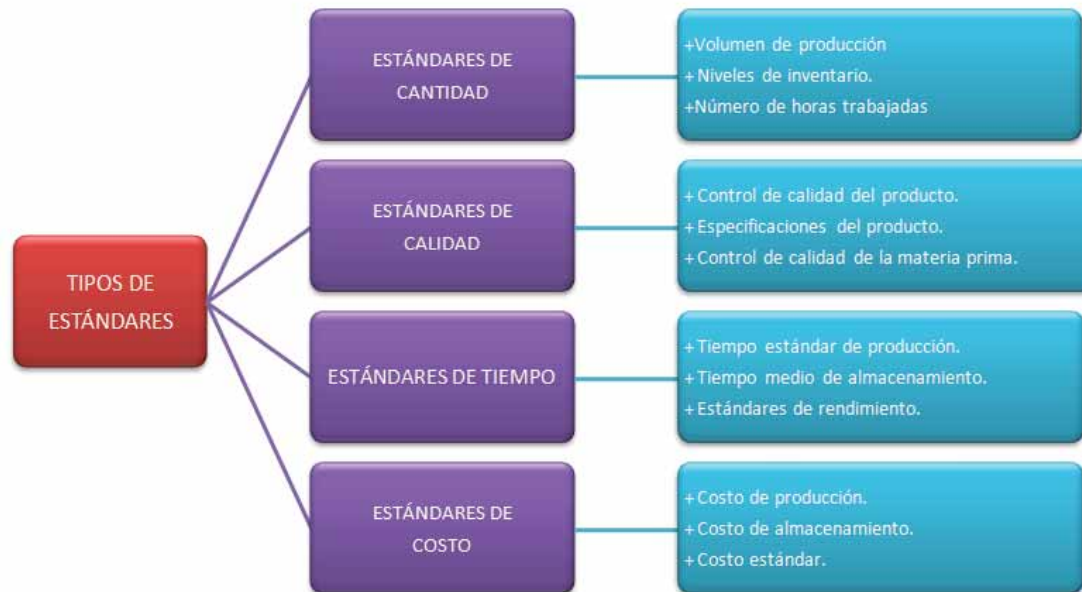 TIPOS DE
ESTÁNDARES
ESTÁNDARES DE
CANTIDAD
+Volumen de producción
+Niveles de inventario.
+Número de horas trabajadas
ESTÁNDARES DE
CALIDAD
+Control de calidad del producto.
+Especificaciones del producto.
+Control de calidad de la materia prima.
ESTÁNDARES DE TIEMPO
+Tiempo estándar de producción.
+Tiempo medio de almacenamiento.
+Estándares de rendimiento.
ESTÁNDARES DE
COSTO
+Costo de producción.
+Costo de almacenamiento.
+Costo estándar.